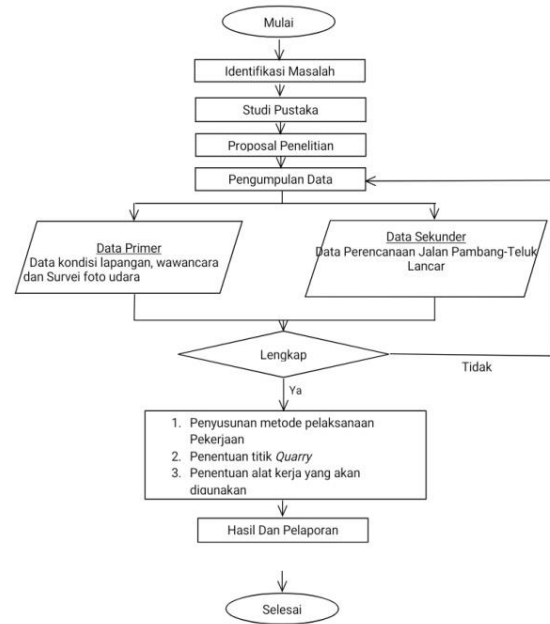 Mulai
Identifikasi Masalah
Studi Pustaka
Proposal Penelitian
Pengumpulan Data
Data Primer
Data kondisi lapangan, wawancara
dan Survei foto udara
Data Sekunder
Data Perencanaan Jalan Pambang-Teluk
Lancar
Lengkap
Tidak
Ya
1. Penyusunan metode pelaksanaan
Pekerjaan
2. Penentuan titik Quarry
3. Penentuan alat kerja yang akan
digunakan
Hasil Dan Pelaporan
Selesai